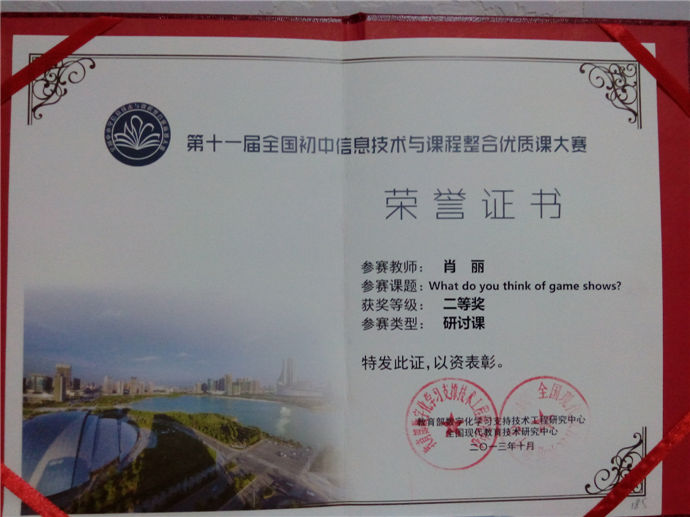 第十一届全国初中信息技术与课程整合优质课大赛
荣誉证书
参赛教师： 肖 丽
参赛课题：What do you think of game shows?
获奖等级： 二等奖
参赛类型： 研讨课
特发此证，以资表彰。
教育部数字化学习支持技术工程研究中心
全国现代教育技术研究中心
二〇一三年十月
185